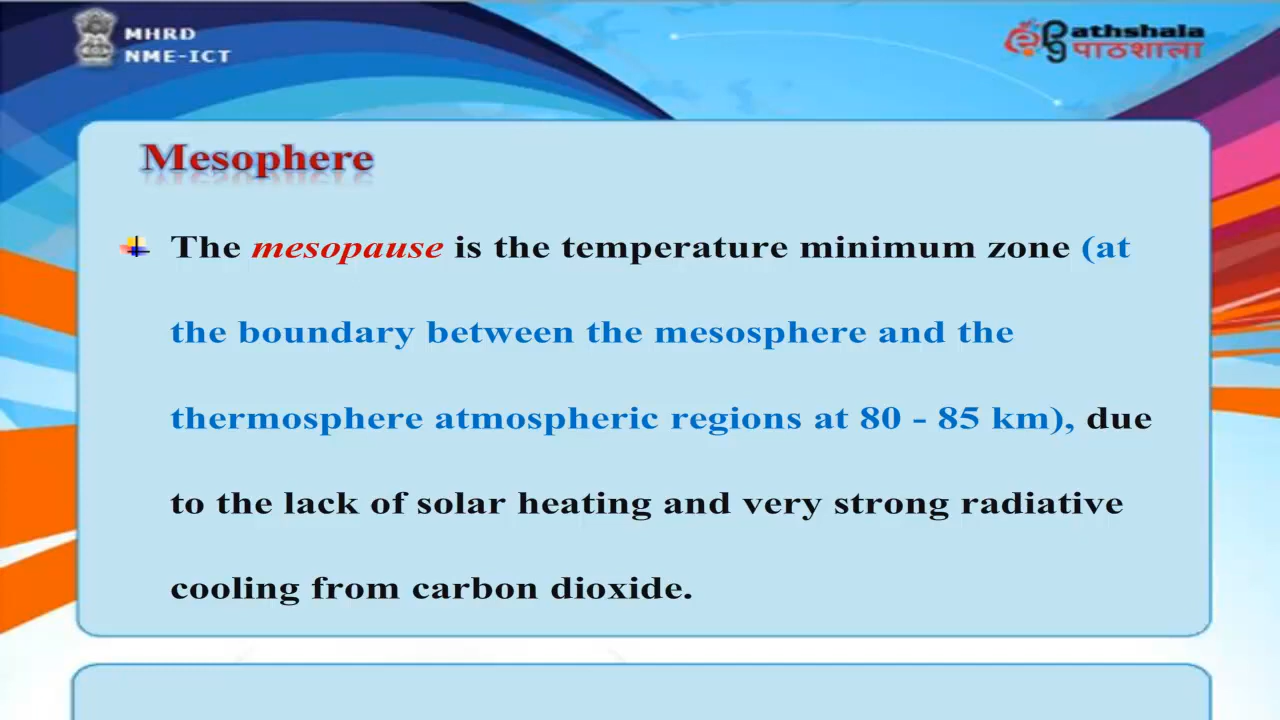 MHRD
NME-ICT
athshala
पाठशाला
Mesophere
The mesopause is the temperature minimum zone (at
the boundary between the mesosphere and the
thermosphere atmospheric regions at 80 - 85 km), due
to the lack of solar heating and very strong radiative
cooling from carbon dioxide.